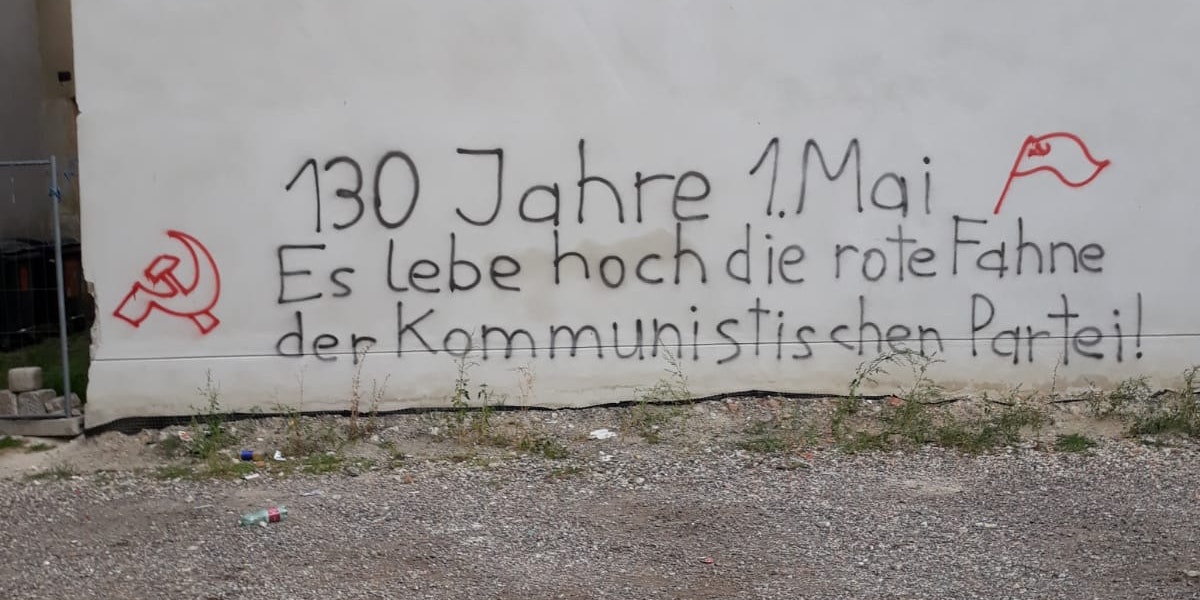 130 Jahre 1. Mai
Es lebe hoch die rote Fahne
der Kommunistischen Partei!